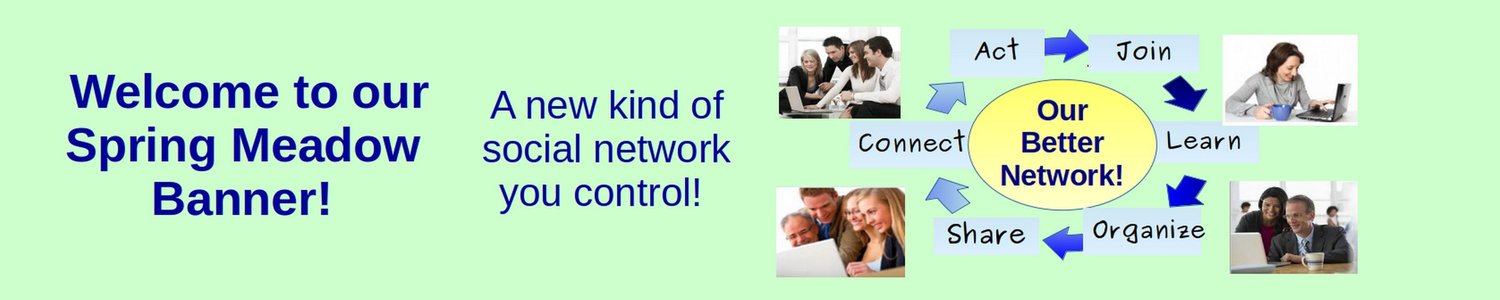 Welcome to our
Spring Meadow
Banner!
A new kind of
social network
you control!
Act
Join
Connect
Our
Better
Network!
Learn
Share
Organize